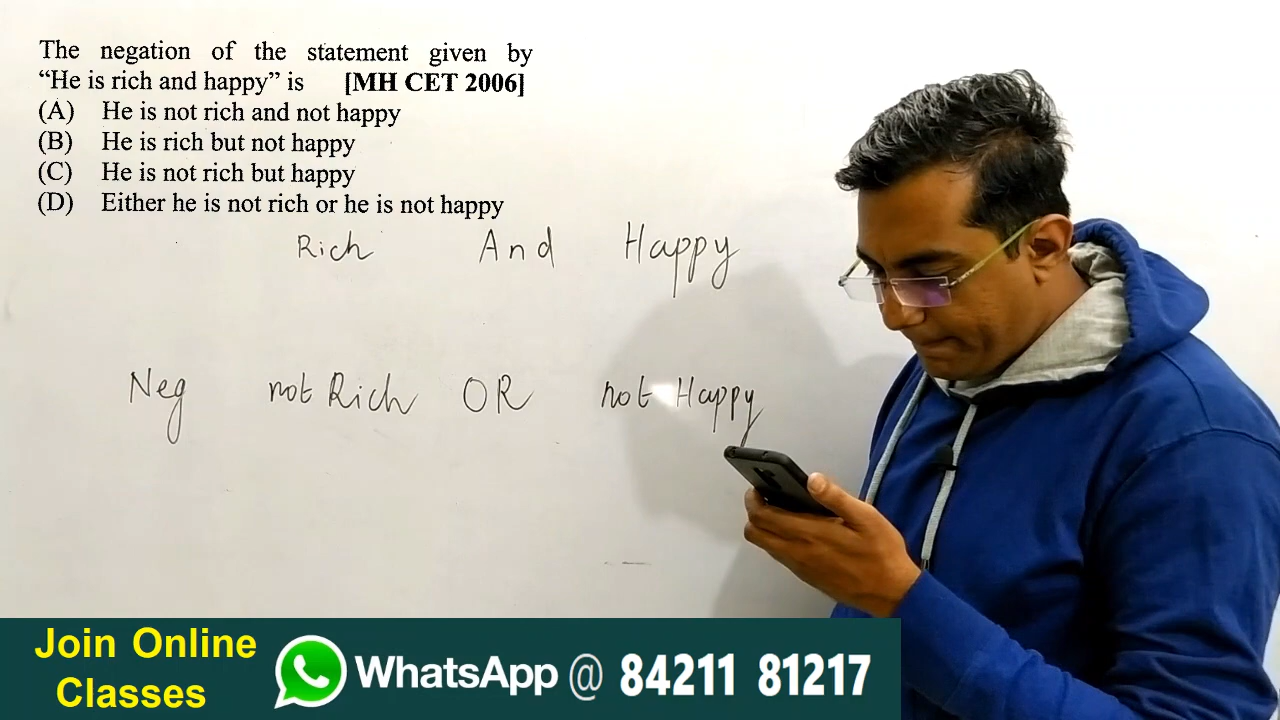 The negation of the statement given by
“He is rich and happy” is [MH CET 2006]
(A) He is not rich and not happy
(B) He is rich but not happy
(C) He is not rich but happy
(D) Either he is not rich or he is not happy
Rich And Happy
Neg not Rich OR not Happy
Join Online
Classes
WhatsApp @ 84211 81217